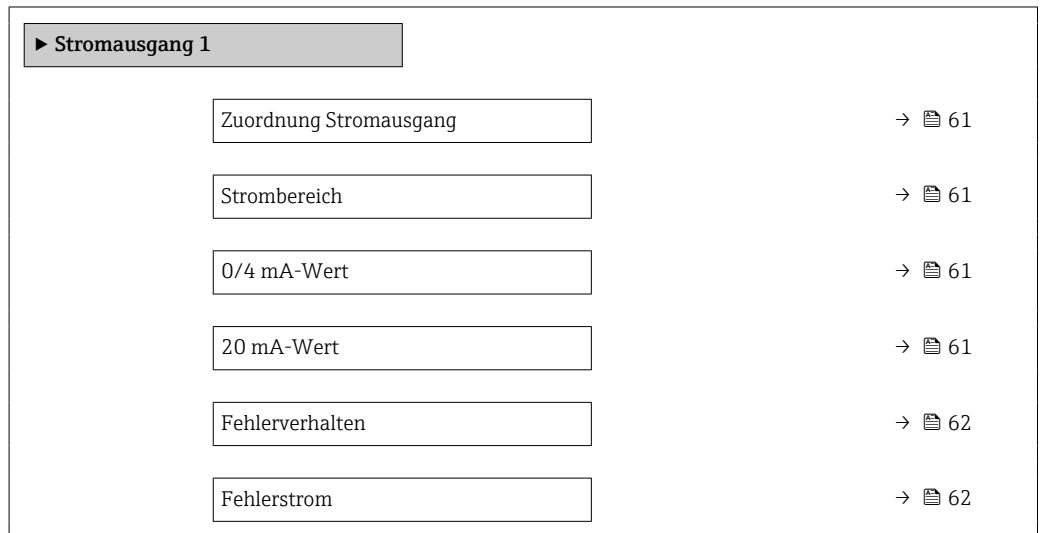 ▶ Stromausgang 1
Zuordnung Stromausgang → 61
Strombereich → 61
0/4 mA-Wert → 61
20 mA-Wert → 61
Fehlerverhalten → 62
Fehlerstrom → 62